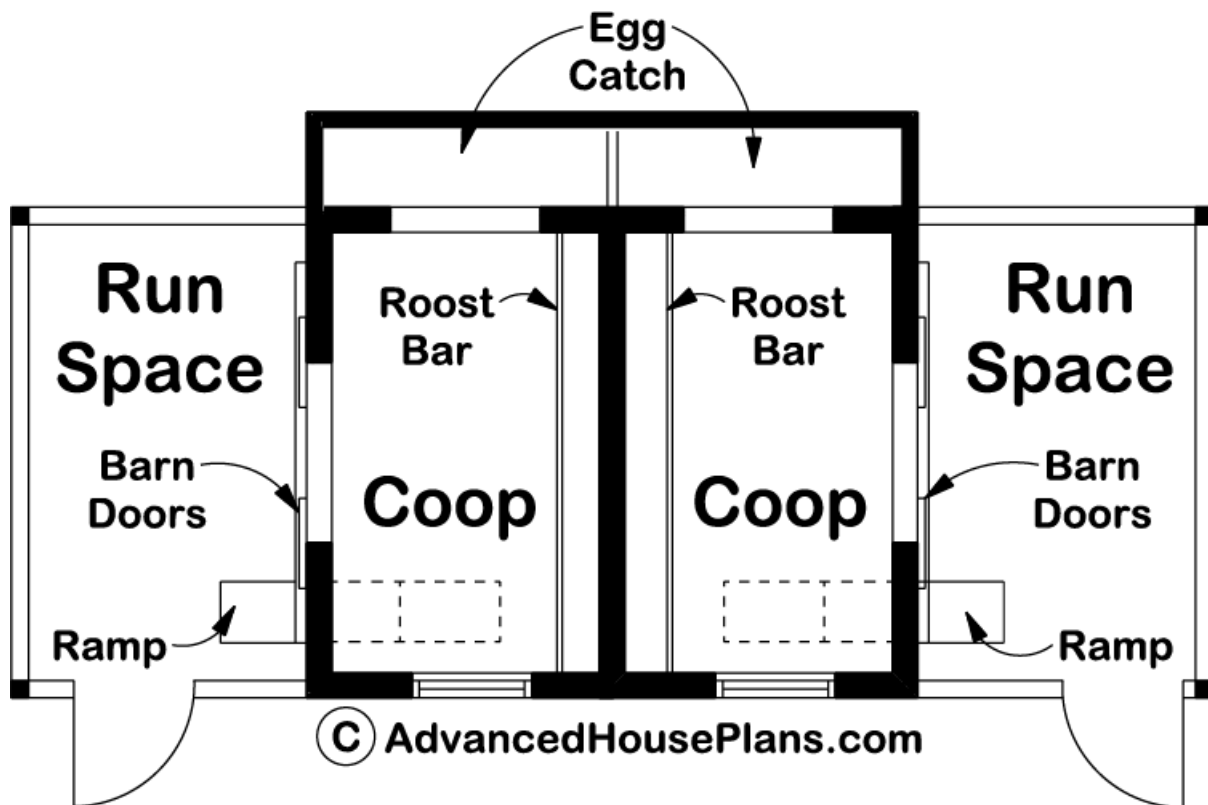 Egg
Catch
Run
Space
Roost
Bar
Roost
Bar
Run
Space
Barn
Doors
Coop
Coop
Barn
Doors
Ramp
Ramp
© AdvancedHousePlans.com